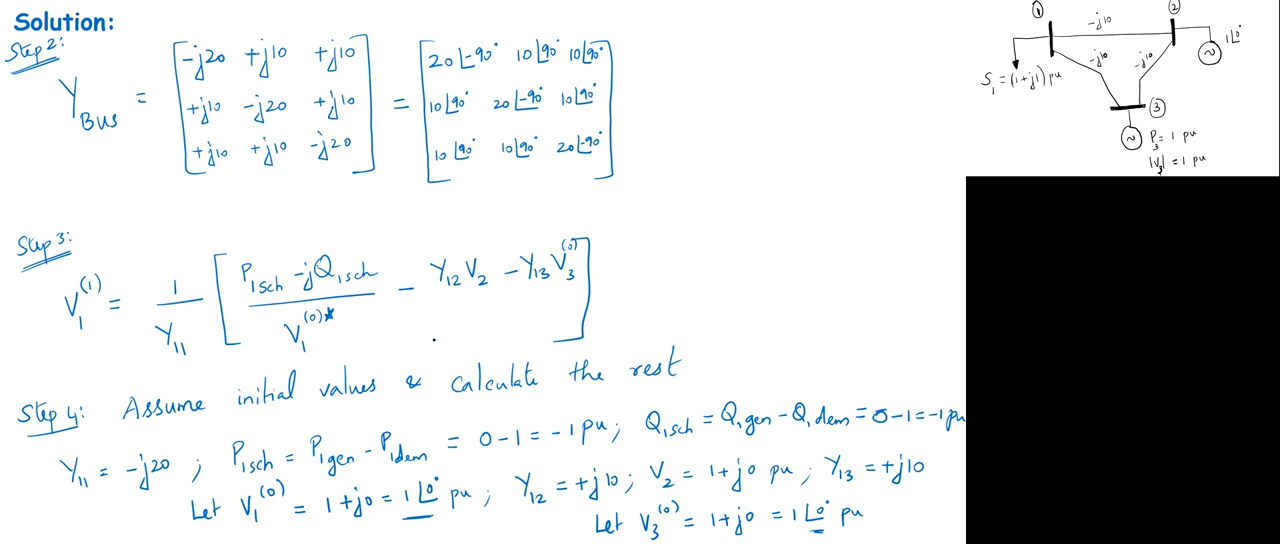 Solution:
Step 2:
Y_Bus = [-j20 +j10 +j10 = [20∠-90° 10∠90° 10∠90°
+j10 -j20 +j10 10∠90° 20∠-90° 10∠90°
+j10 +j10 -j20] 10∠90° 10∠90° 20∠-90°]
① -j10 ②
1∠0°
-j10 -j10
S₁ = (1+j1) pu
③
P₃ = 1 pu
|V₃| = 1 pu
Step 3:
V₁⁽¹⁾ = 1/Y₁₁ [ (P₁sch - jQ₁sch)/V₁⁽⁰⁾* - Y₁₂V₂ - Y₁₃V₃⁽⁰⁾ ]
Step 4: Assume initial values & calculate the rest
Y₁₁ = -j20 ; P₁sch = P₁gen - P₁dem = 0-1 = -1 pu ; Q₁sch = Q₁gen - Q₁dem = 0-1 = -1 pu
Let V₁⁽⁰⁾ = 1+j0 = 1∠0° pu ; Y₁₂ = +j10 ; V₂ = 1+j0 pu ; Y₁₃ = +j10
Let V₃⁽⁰⁾ = 1+j0 = 1∠0° pu